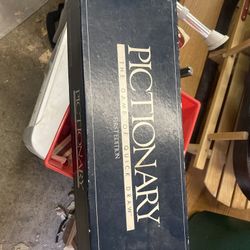 PICTIONARY
THE GAME OF QUICK DRAW
FIRST EDITION
PICTIONARY